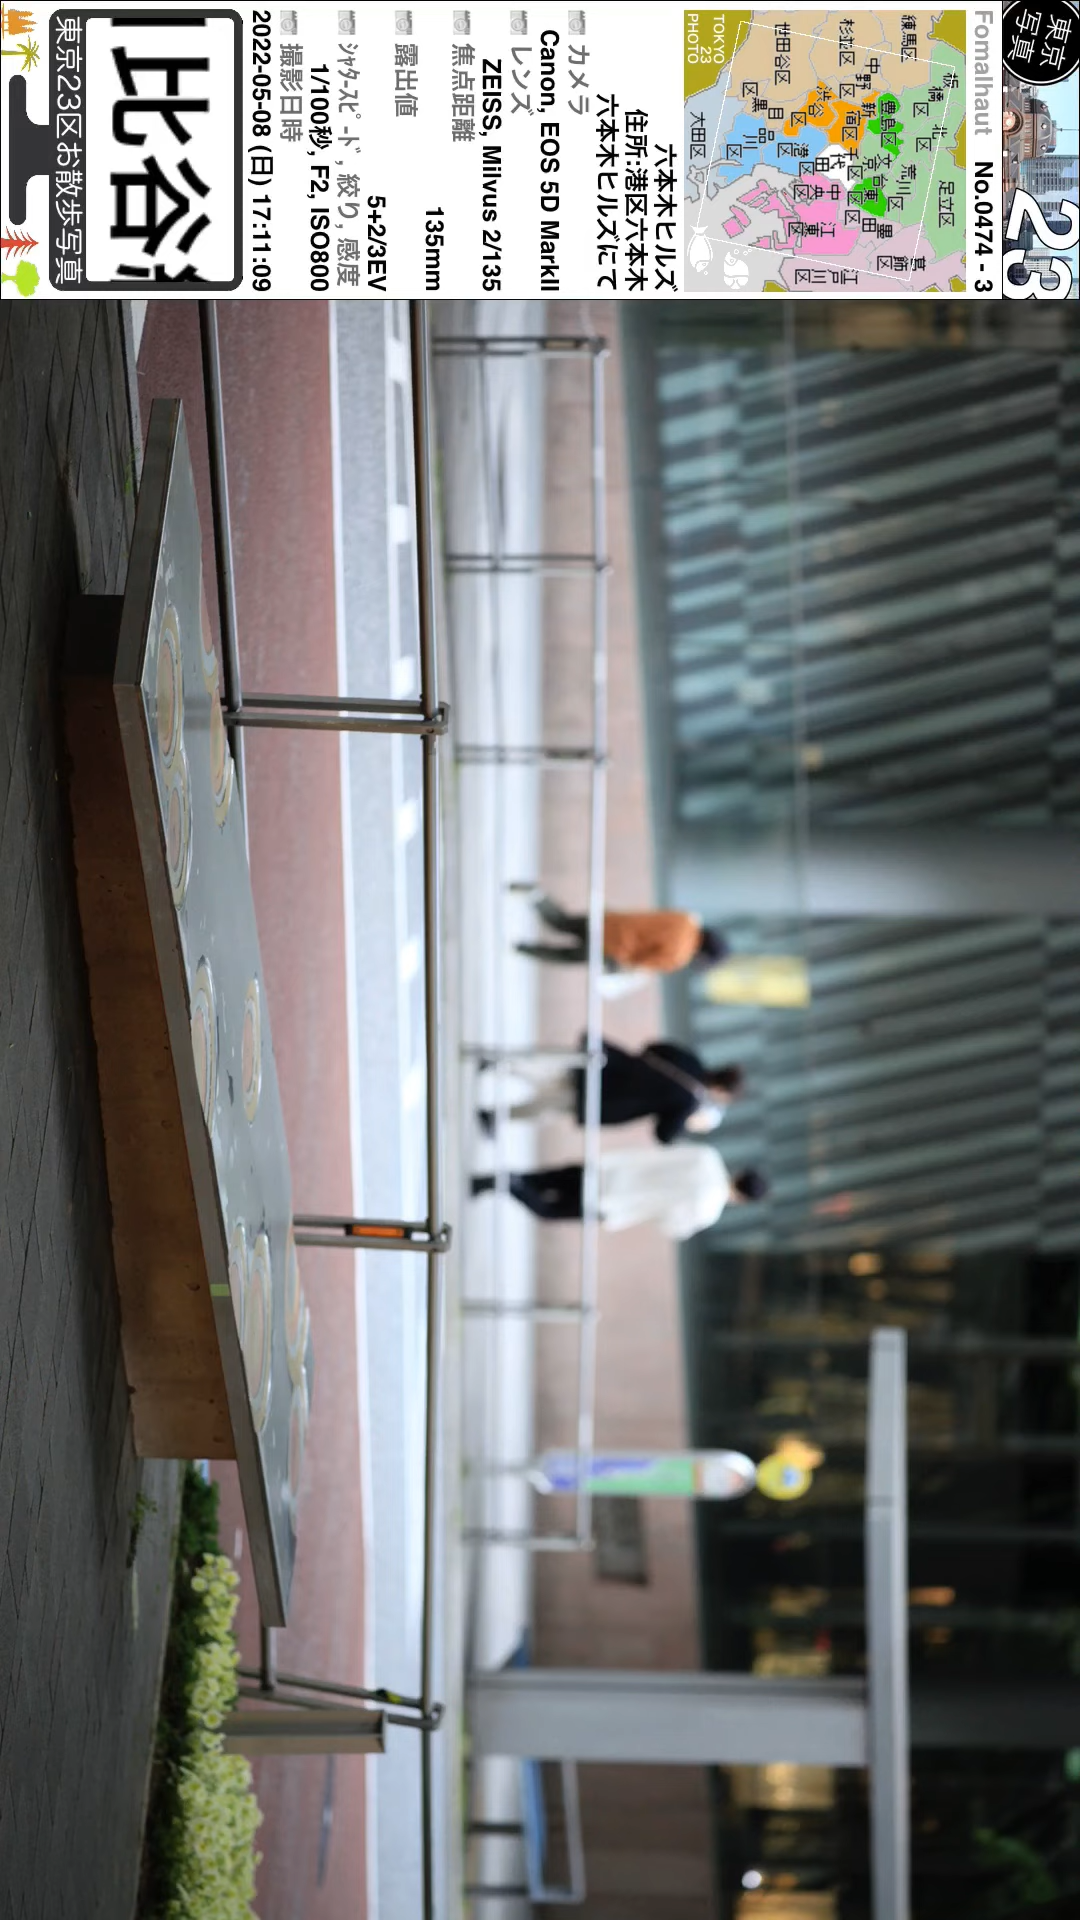 東京
写真
23
Fomalhaut No.0474 - 3
練馬区
板橋区
北区
足立区
杉並区
中野区
豊島区
荒川区
葛飾区
世田谷区
渋谷区
新宿区
文京区
台東区
墨田区
目黒区
港区
千代田区
中央区
江東区
江戸川区
大田区
品川区
TOKYO
23
PHOTO
六本木ヒルズ
住所:港区六本木
六本木ヒルズにて
カメラ
Canon, EOS 5D MarkII
レンズ
ZEISS, Milvus 2/135
焦点距離
135mm
露出値
5+2/3EV
シャタースピード, 絞り, 感度
1/100秒, F2, ISO800
撮影日時
2022-05-08 (日) 17:11:09
比谷
東京23区お散歩写真